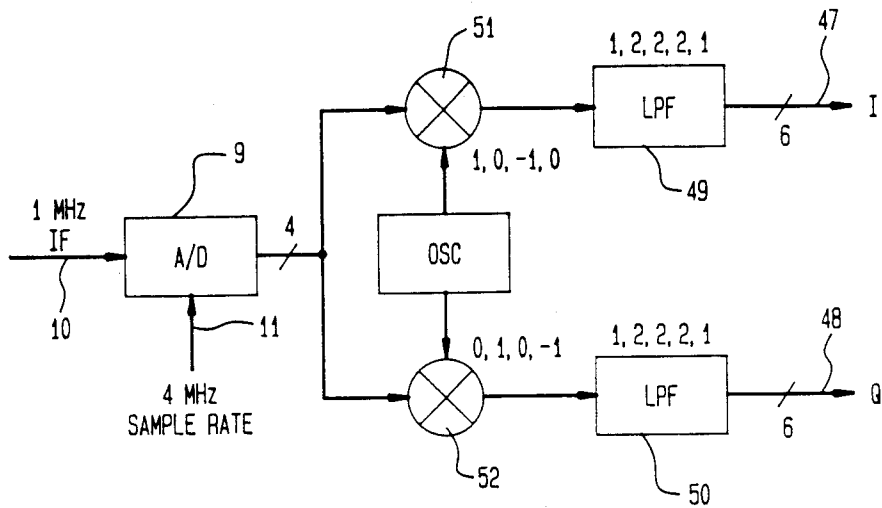 51
1, 2, 2, 2, 1
47
LPF
6
I
1, 0, -1, 0
49
9
1 MHz
IF
A/D
4
OSC
10
11
0, 1, 0, -1
1, 2, 2, 2, 1
48
4 MHz
SAMPLE RATE
LPF
6
Q
52
50